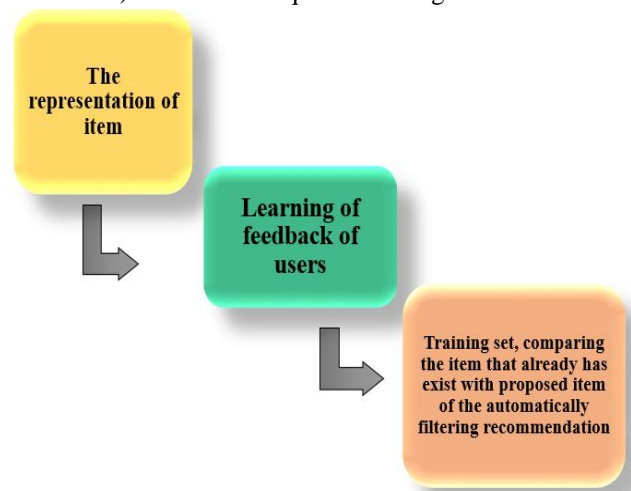 The
representation of
item
Learning of
feedback of
users
Training set, comparing
the item that already has
exist with proposed item
of the automatically
filtering recommendation